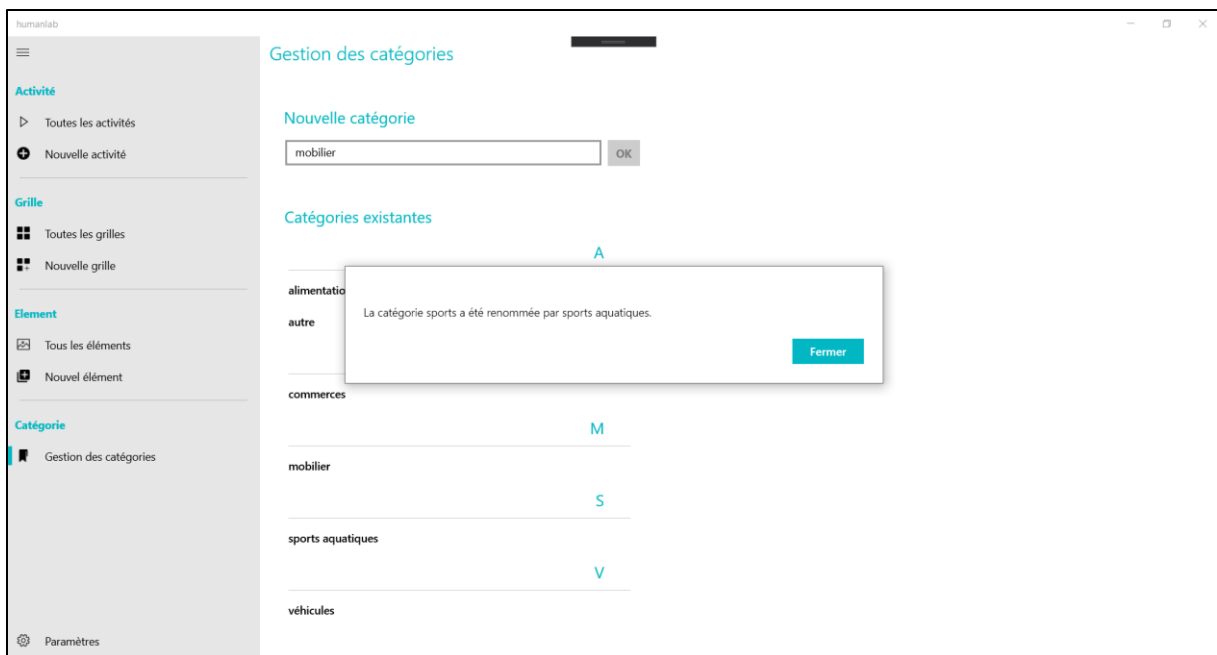 humanlab
Gestion des catégories
Activité
Toutes les activités
Nouvelle activité
Grille
Toutes les grilles
Nouvelle grille
Element
Tous les éléments
Nouvel élément
Catégorie
Gestion des catégories
Paramètres
Nouvelle catégorie
mobilier OK
Catégories existantes
A
alimentatio
autre
La catégorie sports a été renommée par sports aquatiques.
Fermer
commerces
M
mobilier
S
sports aquatiques
V
véhicules